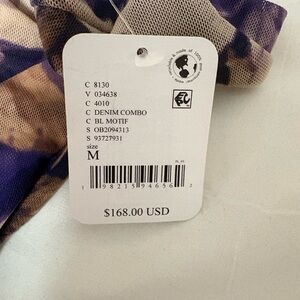 C 8130
V 034638
C 4010
C DENIM COMBO
C BL MOTIF
S OB2094313
S 93727931
size
M
1 98215 94656 2
$168.00 USD